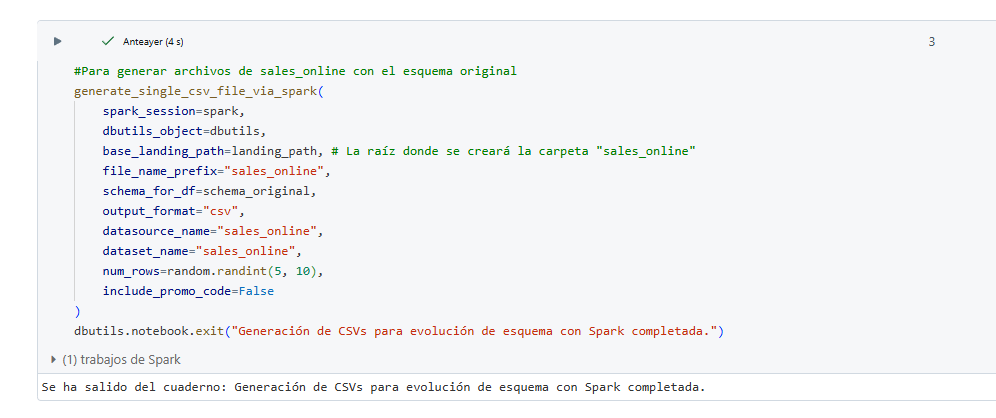 Anteayer (4 s)
3
#Para generar archivos de sales_online con el esquema original
generate_single_csv_file_via_spark(
    spark_session=spark,
    dbutils_object=dbutils,
    base_landing_path=landing_path, # La raíz donde se creará la carpeta "sales_online"
    file_name_prefix="sales_online",
    schema_for_df=schema_original,
    output_format="csv",
    datasource_name="sales_online",
    dataset_name="sales_online",
    num_rows=random.randint(5, 10),
    include_promo_code=False
)
dbutils.notebook.exit("Generación de CSVs para evolución de esquema con Spark completada.")
(1) trabajos de Spark
Se ha salido del cuaderno: Generación de CSVs para evolución de esquema con Spark completada.